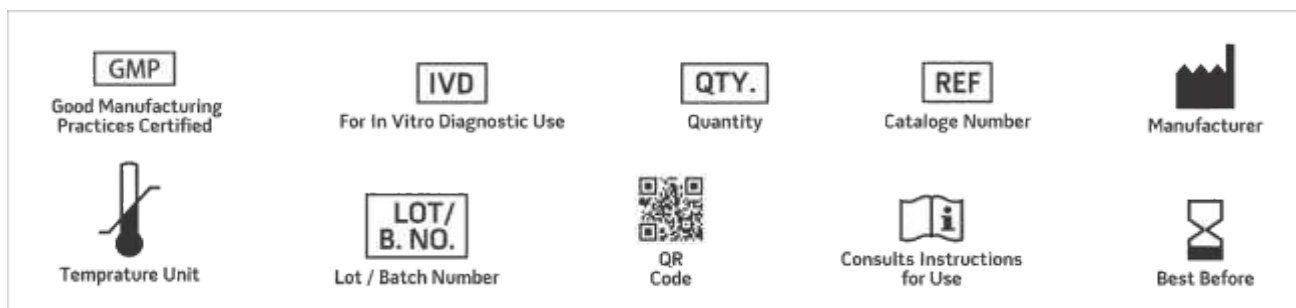 GMP
Good Manufacturing
Practices Certified
IVD
For In Vitro Diagnostic Use
QTY.
Quantity
REF
Cataloge Number
Manufacturer
Temprature Unit
LOT/
B. NO.
Lot / Batch Number
QR
Code
i
Consults Instructions
for Use
Best Before